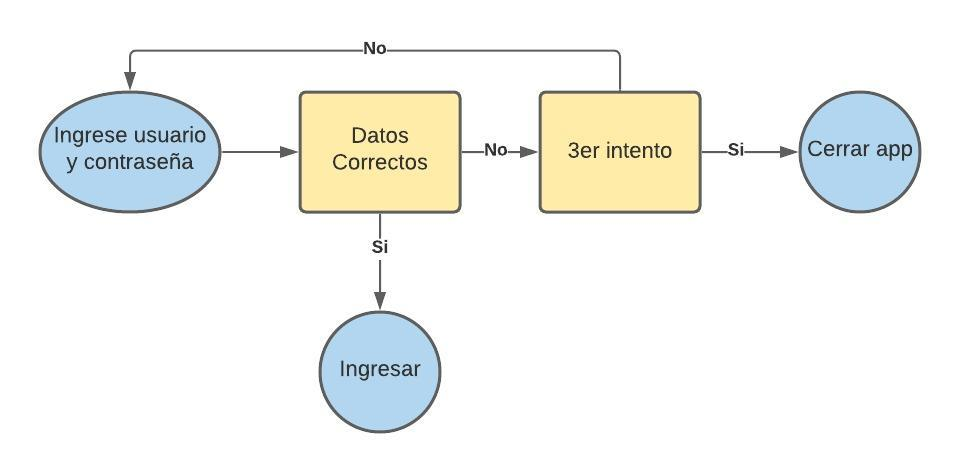 No
Ingrese usuario
y contraseña
Datos
Correctos
No
3er intento
Si
Cerrar app
Si
Ingresar